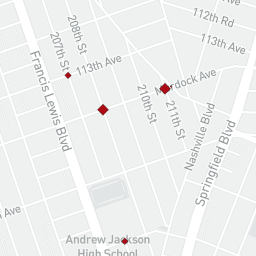 112th Rd
208th St
207th St
113th Ave
113th Ave
Murdock Ave
Francis Lewis Blvd
210th St
211th St
Nashville Blvd
Springfield Blvd
Ave
Andrew Jackson
High School